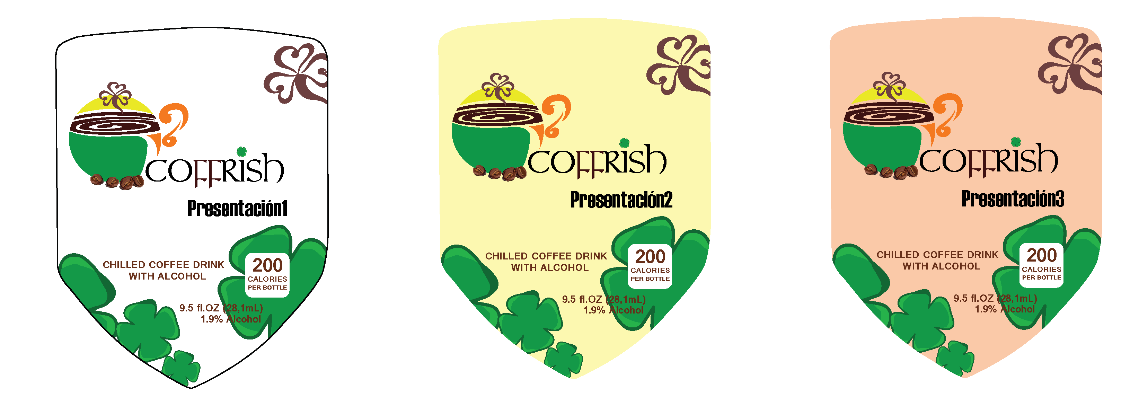 COFFRISH
Presentación1
CHILLED COFFEE DRINK
WITH ALCOHOL
200
CALORIES
PER BOTTLE
9.5 fl.OZ (28,1mL)
1.9% Alcohol
COFFRISH
Presentación2
CHILLED COFFEE DRINK
WITH ALCOHOL
200
CALORIES
PER BOTTLE
9.5 fl.OZ (28,1mL)
1.9% Alcohol
COFFRISH
Presentación3
CHILLED COFFEE DRINK
WITH ALCOHOL
200
CALORIES
PER BOTTLE
9.5 fl.OZ (28,1mL)
1.9% Alcohol